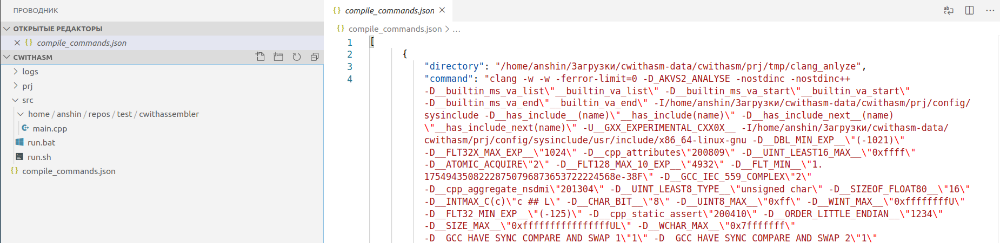 ПРОВОДНИК
ОТКРЫТЫЕ РЕДАКТОРЫ
compile_commands.json
CWITHASM
logs
prj
src
home / anshin / repos / test / cwithassembler
main.cpp
run.bat
run.sh
compile_commands.json
compile_commands.json
compile_commands.json > ...
1 [
2 {
3 "directory": "/home/anshin/Загрузки/cwithasm-data/cwithasm/prj/tmp/clang_anlyze",
4 "command": "clang -w -w -ferror-limit=0 -D_AKVS2_ANALYSE -nostdinc -nostdinc++
-D__builtin_ms_va_list\"__builtin_va_list\" -D__builtin_ms_va_start\"__builtin_va_start\"
-D__builtin_ms_va_end\"__builtin_va_end\" -I/home/anshin/Загрузки/cwithasm-data/cwithasm/prj/config/
sysinclude -D__has_include__(name)\"__has_include(name)\" -D__has_include_next__(name)
\"__has_include_next(name)\" -U__GXX_EXPERIMENTAL_CXX0X__ -I/home/anshin/Загрузки/cwithasm-data/
cwithasm/prj/config/sysinclude/usr/include/x86_64-linux-gnu -D__DBL_MIN_EXP__\"(-1021)\"
-D__FLT32X_MAX_EXP__\"1024\" -D__cpp_attributes\"200809\" -D__UINT_LEAST16_MAX__\"0xffff\"
-D__ATOMIC_ACQUIRE\"2\" -D__FLT128_MAX_10_EXP__\"4932\" -D__FLT_MIN__\"1.
17549435082228750796873653722224568e-38F\" -D__GCC_IEC_559_COMPLEX\"2\"
-D__cpp_aggregate_nsdmi\"201304\" -D__UINT_LEAST8_TYPE__\"unsigned char\" -D__SIZEOF_FLOAT80__\"16\"
-D__INTMAX_C(c)\"c ## L\" -D__CHAR_BIT__\"8\" -D__UINT8_MAX__\"0xff\" -D__WINT_MAX__\"0xffffffffU\"
-D__FLT32_MIN_EXP__\"(-125)\" -D__cpp_static_assert\"200410\" -D__ORDER_LITTLE_ENDIAN__\"1234\"
-D__SIZE_MAX__\"0xffffffffffffffffUL\" -D__WCHAR_MAX__\"0x7fffffff\"
-D__GCC_HAVE_SYNC_COMPARE_AND_SWAP_1\"1\" -D__GCC_HAVE_SYNC_COMPARE_AND_SWAP_2\"1\"